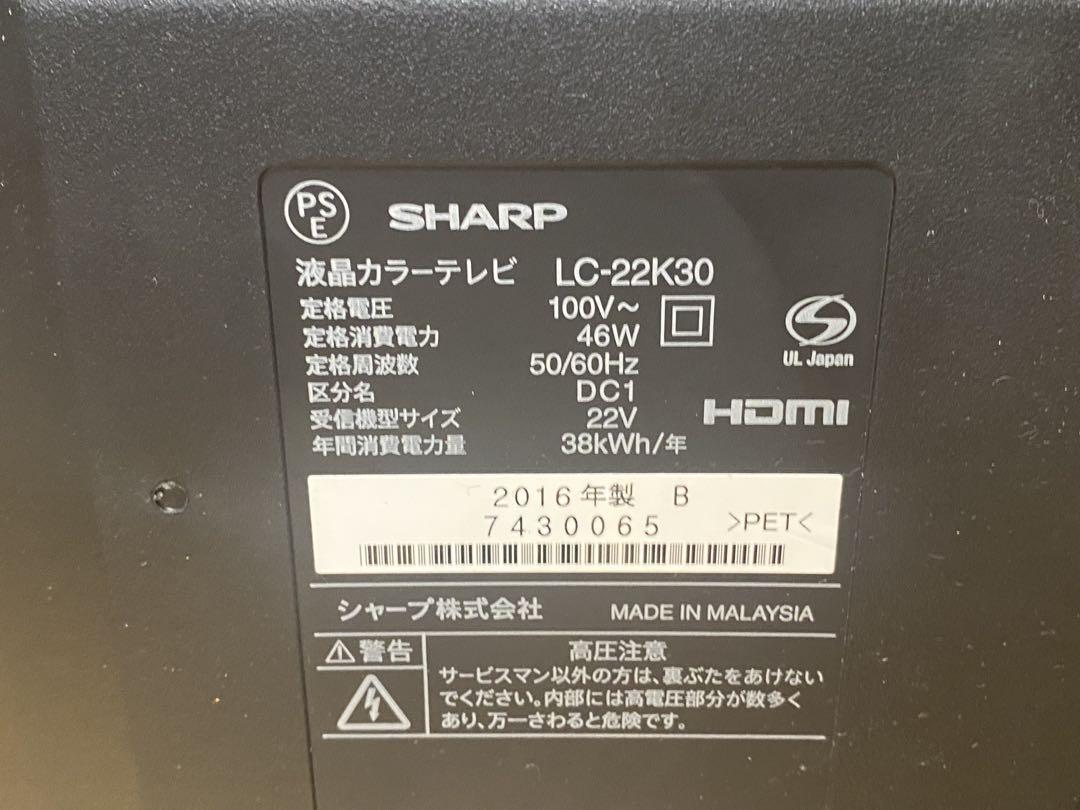 PSE SHARP
液晶カラーテレビ LC-22K30
定格電圧 100V～
定格消費電力 46W
定格周波数 50/60Hz
区分名 DC1
受信機型サイズ 22V
年間消費電力量 38kWh/年
UL Japan
HDMI
2016年製 B
7430065 >PET<
シャープ株式会社 MADE IN MALAYSIA
⚠警告 高圧注意
サービスマン以外の方は、裏ぶたをあけない
でください。内部には高電圧部分が数多く
あり、万一さわると危険です。